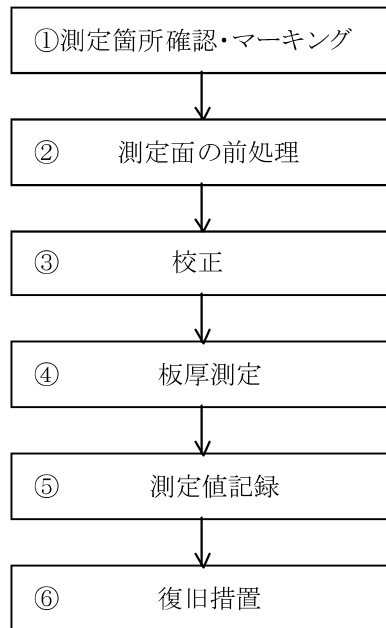 ①測定箇所確認・マーキング
② 測定面の前処理
③ 校正
④ 板厚測定
⑤ 測定値記録
⑥ 復旧措置